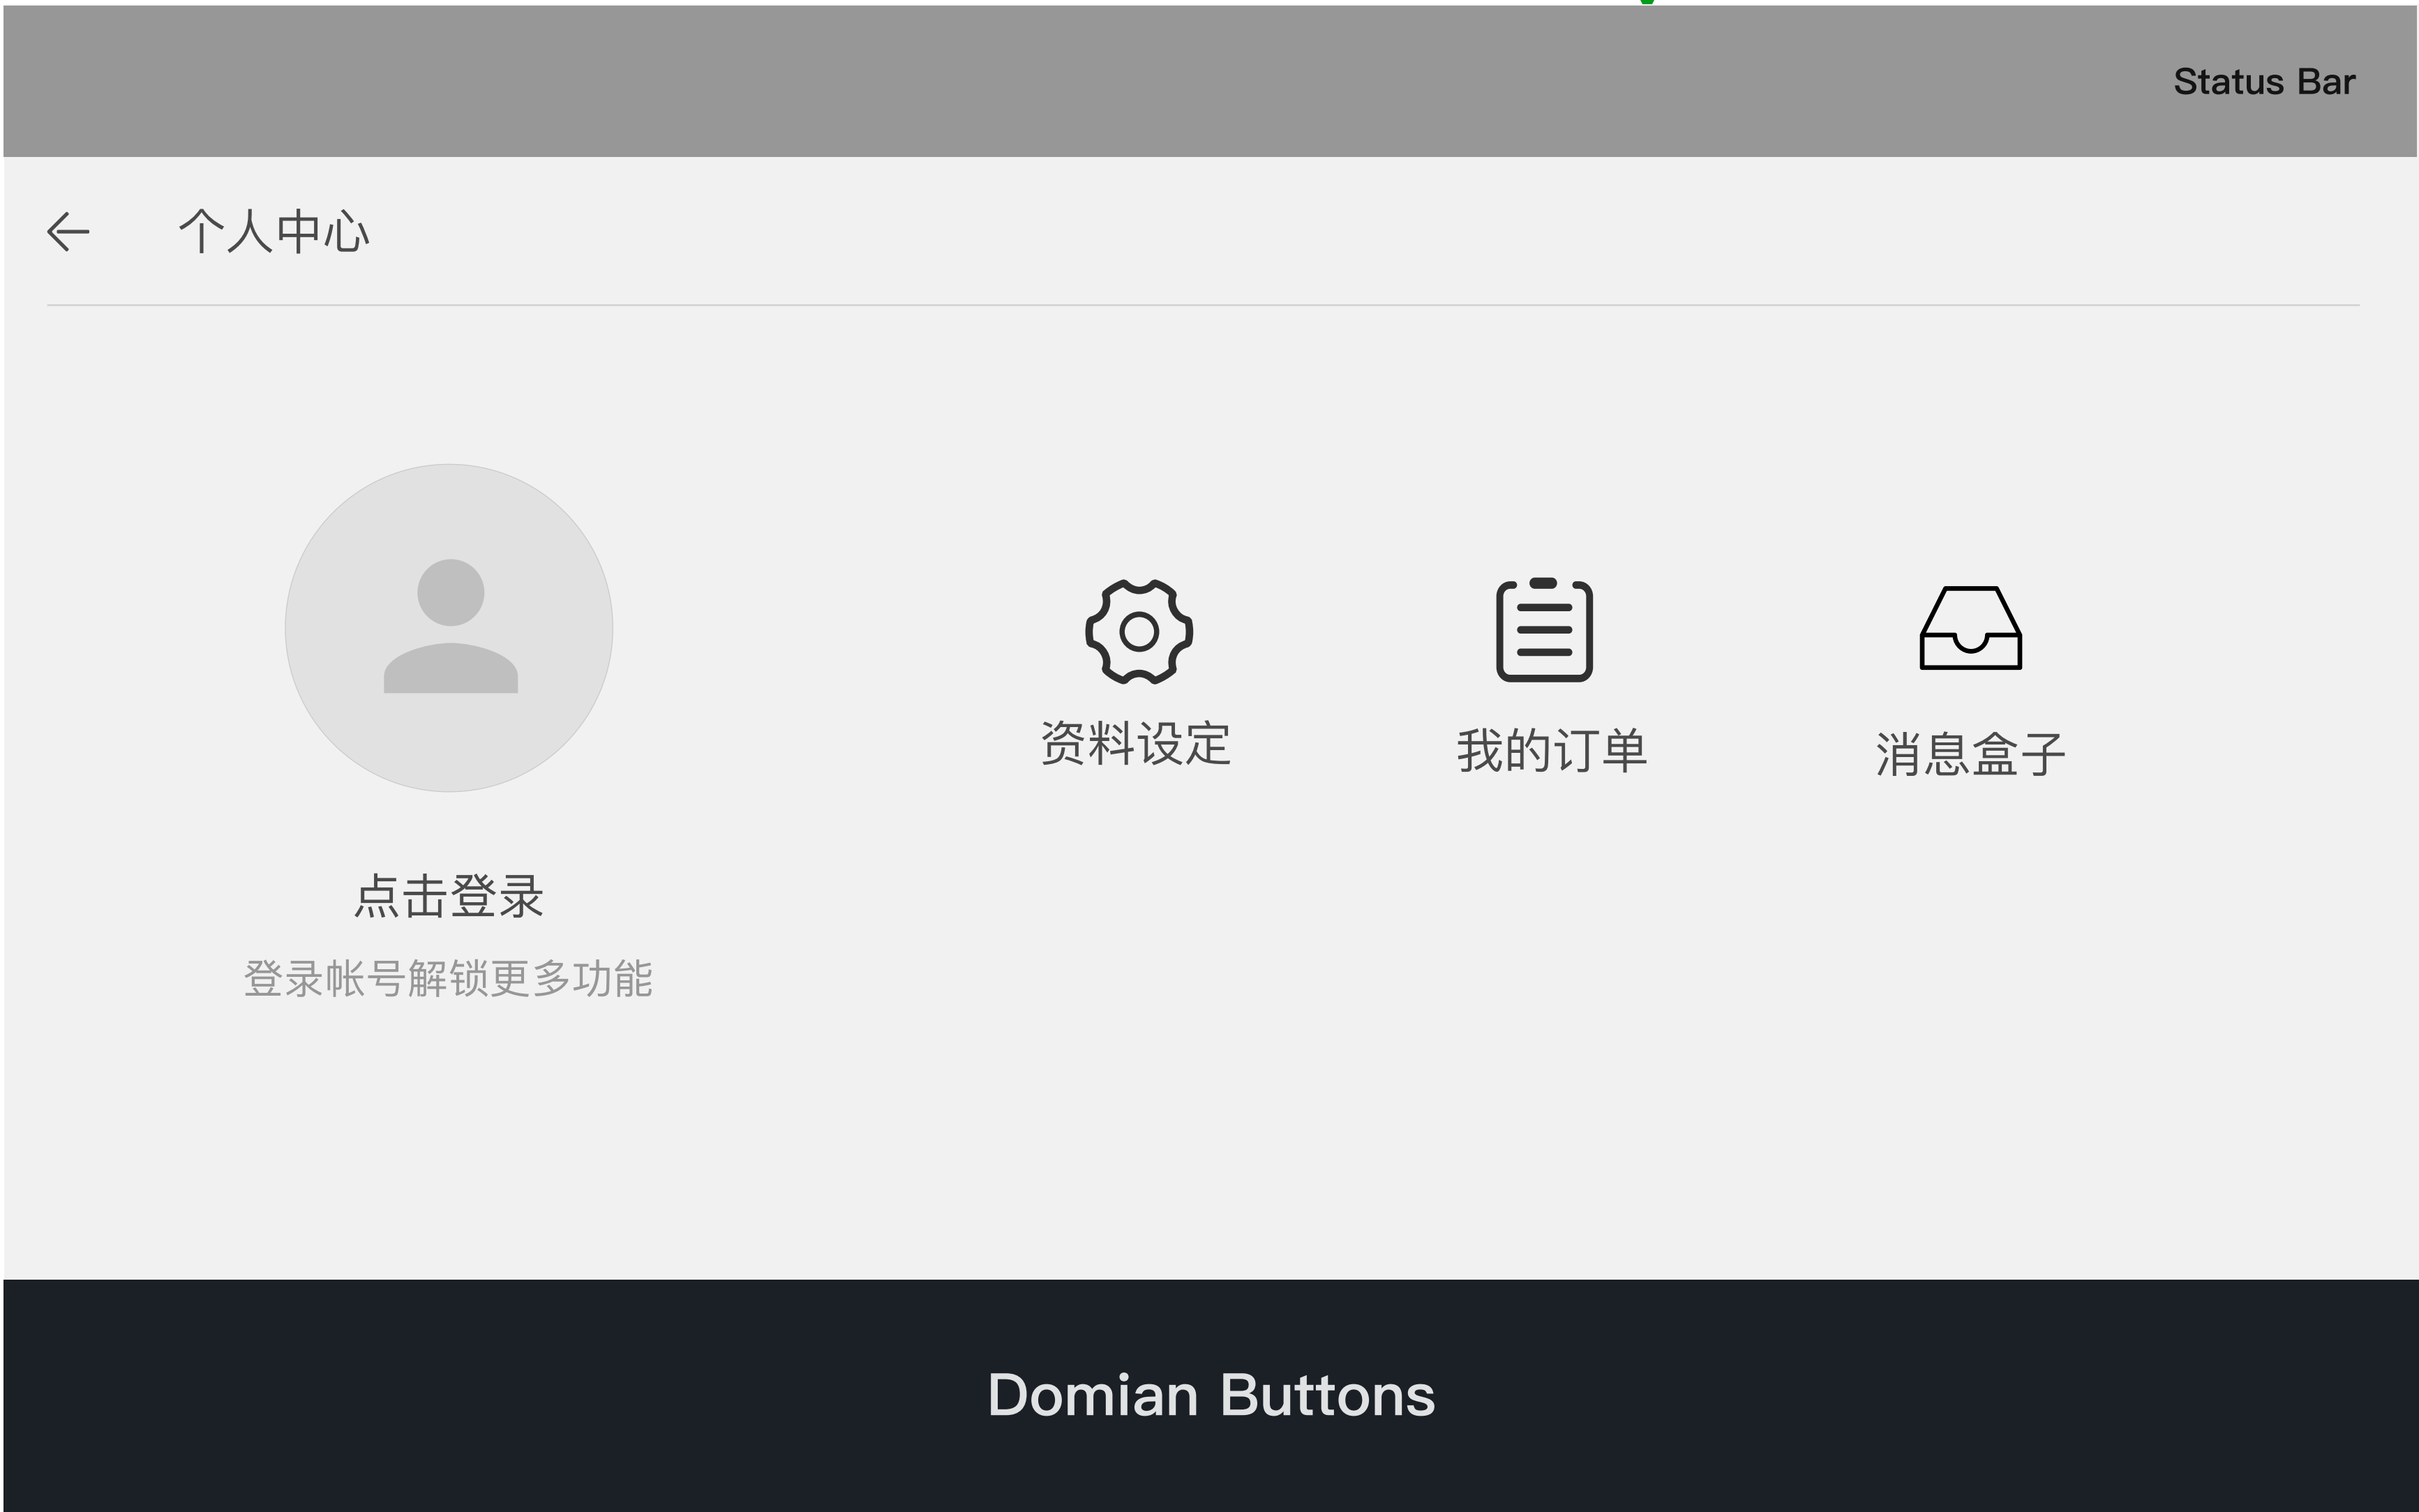 Status Bar
个人中心
资料设定
我的订单
消息盒子
点击登录
登录帐号解锁更多功能
Domian Buttons